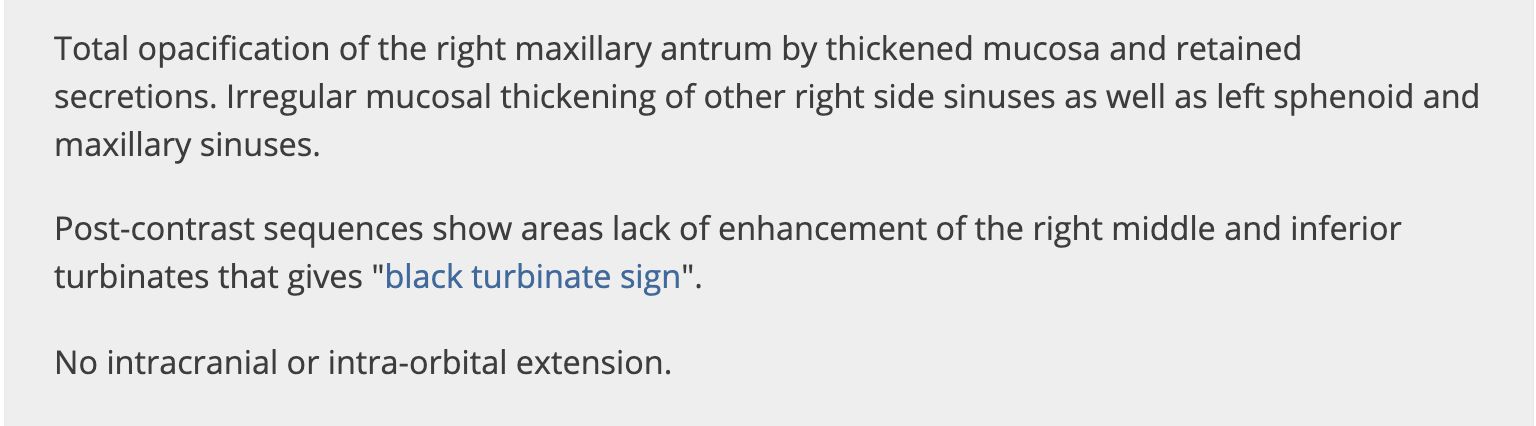 Total opacification of the right maxillary antrum by thickened mucosa and retained
secretions. Irregular mucosal thickening of other right side sinuses as well as left sphenoid and
maxillary sinuses.
Post-contrast sequences show areas lack of enhancement of the right middle and inferior
turbinates that gives "black turbinate sign".
No intracranial or intra-orbital extension.